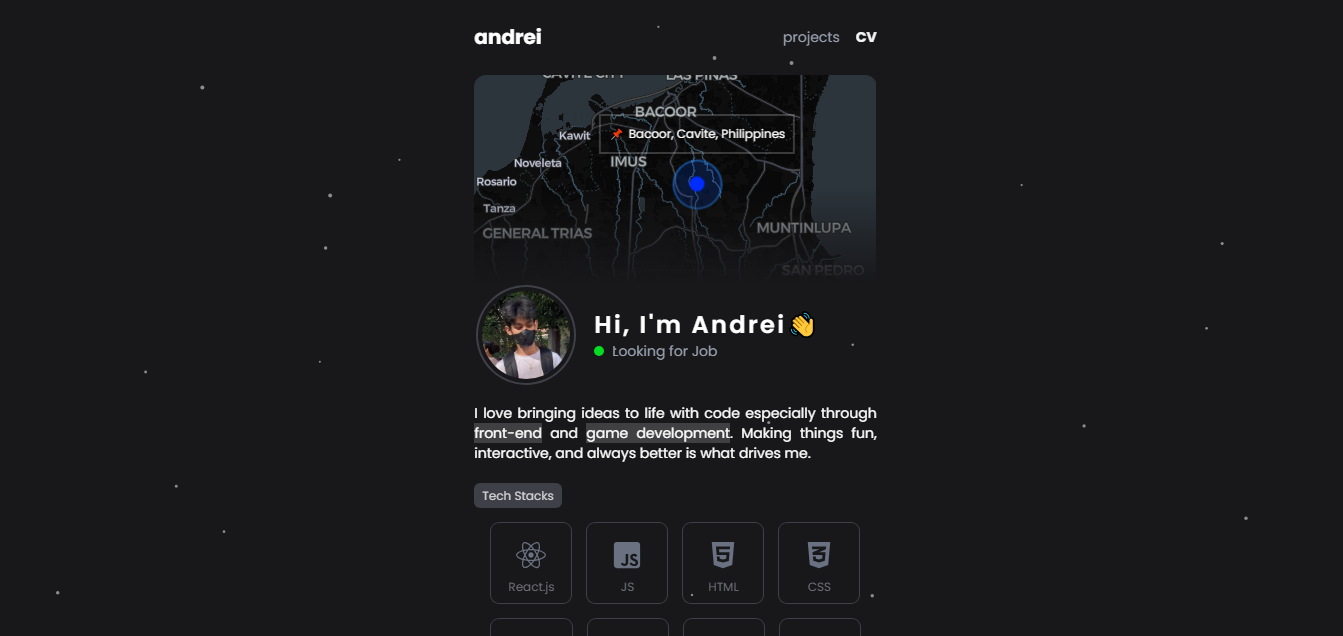 andrei
projects CV
CAVITE CITY LAS PIÑAS
BACOOR
Kawit
📌 Bacoor, Cavite, Philippines
Noveleta
IMUS
Rosario
Tanza
GENERAL TRIAS
MUNTINLUPA
SAN PEDRO
Hi, I'm Andrei 👋
Looking for Job
I love bringing ideas to life with code especially through
front-end and game development. Making things fun,
interactive, and always better is what drives me.
Tech Stacks
JS 5 3
React.js JS HTML CSS